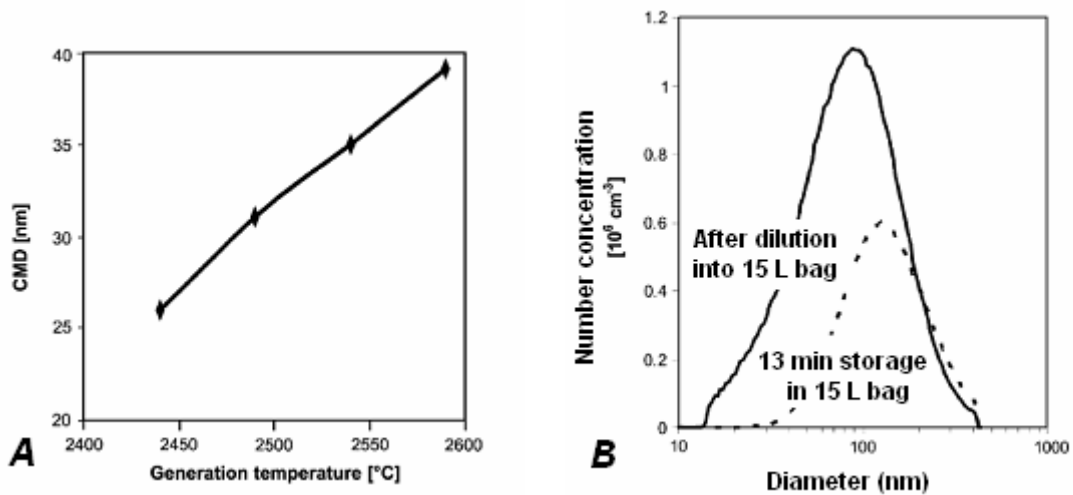 40
35
30
25
20
CMD [nm]
2400 2450 2500 2550 2600
Generation temperature [°C]
A
1.2
1
0.8
0.6
0.4
0.2
0
Number concentration
[10⁶ cm⁻³]
After dilution
into 15 L bag
13 min storage
in 15 L bag
10 100 1000
Diameter (nm)
B